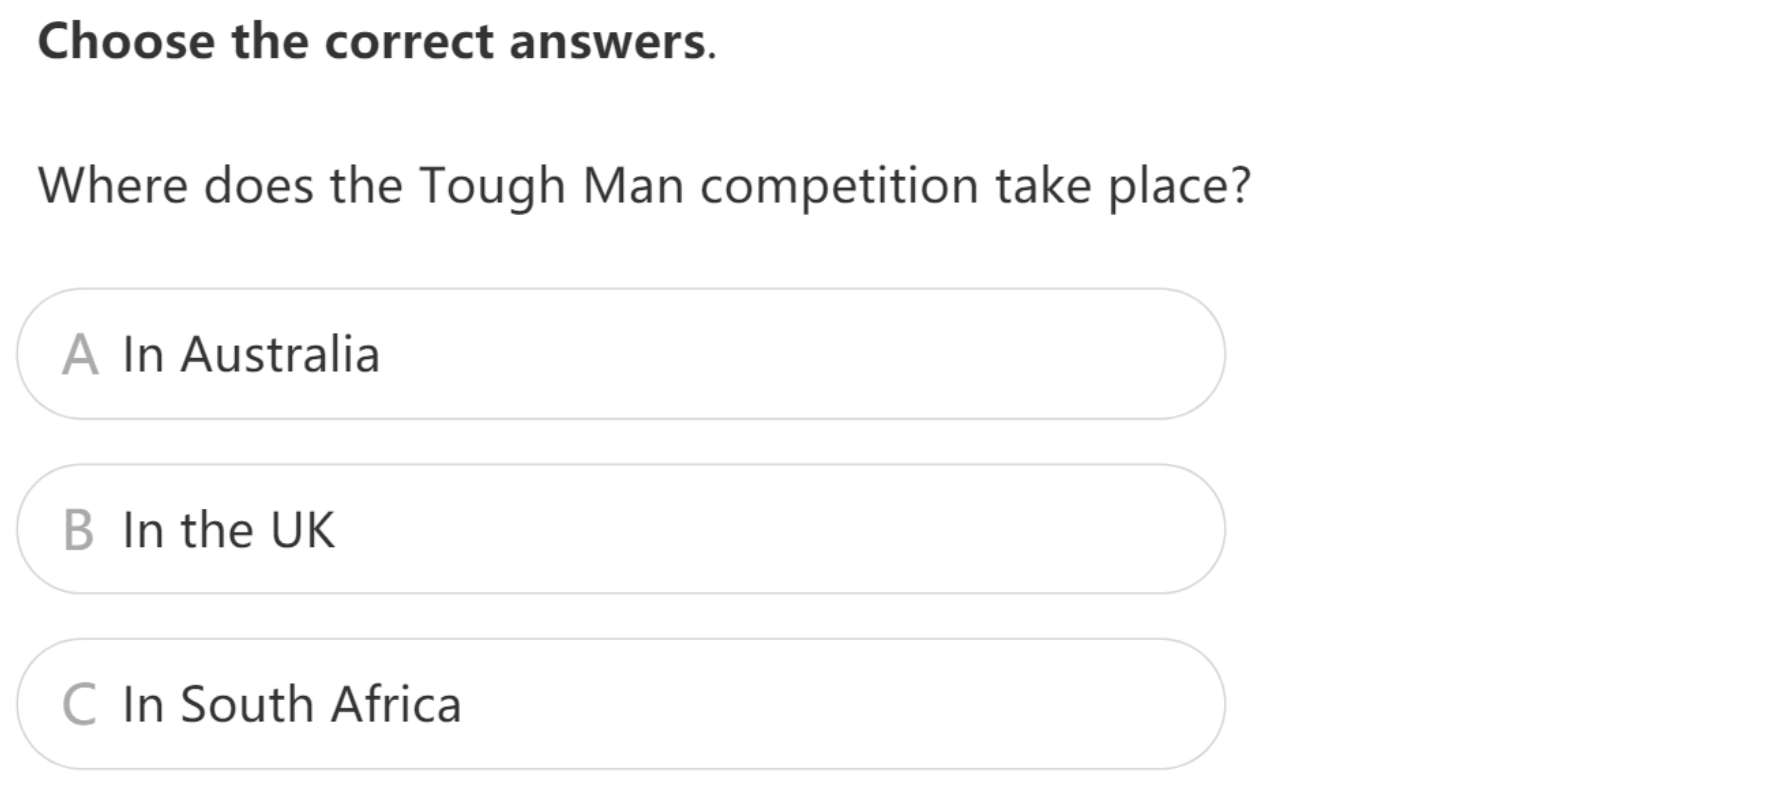 Choose the correct answers.
Where does the Tough Man competition take place?
A In Australia
B In the UK
C In South Africa